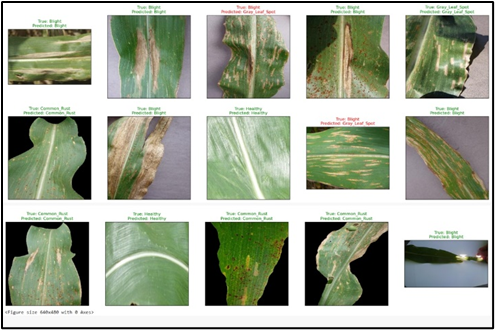 True: Blight
Predicted: Blight
True: Blight
Predicted: Blight
True: Blight
Predicted: Gray_Leaf_Spot
True: Blight
Predicted: Blight
True: Gray_Leaf_Spot
Predicted: Gray_Leaf_Spot
True: Common_Rust
Predicted: Common_Rust
True: Blight
Predicted: Blight
True: Healthy
Predicted: Healthy
True: Blight
Predicted: Gray_Leaf_Spot
True: Blight
Predicted: Blight
True: Common_Rust
Predicted: Common_Rust
True: Healthy
Predicted: Healthy
True: Common_Rust
Predicted: Common_Rust
True: Common_Rust
Predicted: Common_Rust
True: Blight
Predicted: Blight
<Figure size 640x480 with 0 Axes>